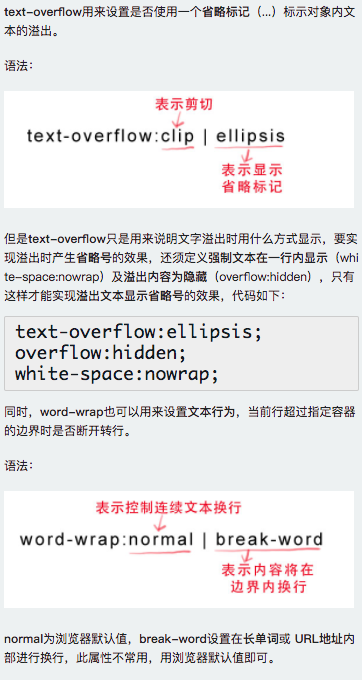 text-overflow用来设置是否使用一个省略标记（...）标示对象内文
本的溢出。
语法：
表示剪切
text-overflow:clip | ellipsis
表示显示
省略标记
但是text-overflow只是用来说明文字溢出时用什么方式显示，要实
现溢出时产生省略号的效果，还须定义强制文本在一行内显示（whi
te-space:nowrap）及溢出内容为隐藏（overflow:hidden），只有
这样才能实现溢出文本显示省略号的效果，代码如下：
text-overflow:ellipsis;
overflow:hidden;
white-space:nowrap;
同时，word-wrap也可以用来设置文本行为，当前行超过指定容器
的边界时是否断开转行。
语法：
表示控制连续文本换行
word-wrap:normal | break-word
表示内容将在
边界内换行
normal为浏览器默认值，break-word设置在长单词或 URL地址内
部进行换行，此属性不常用，用浏览器默认值即可。